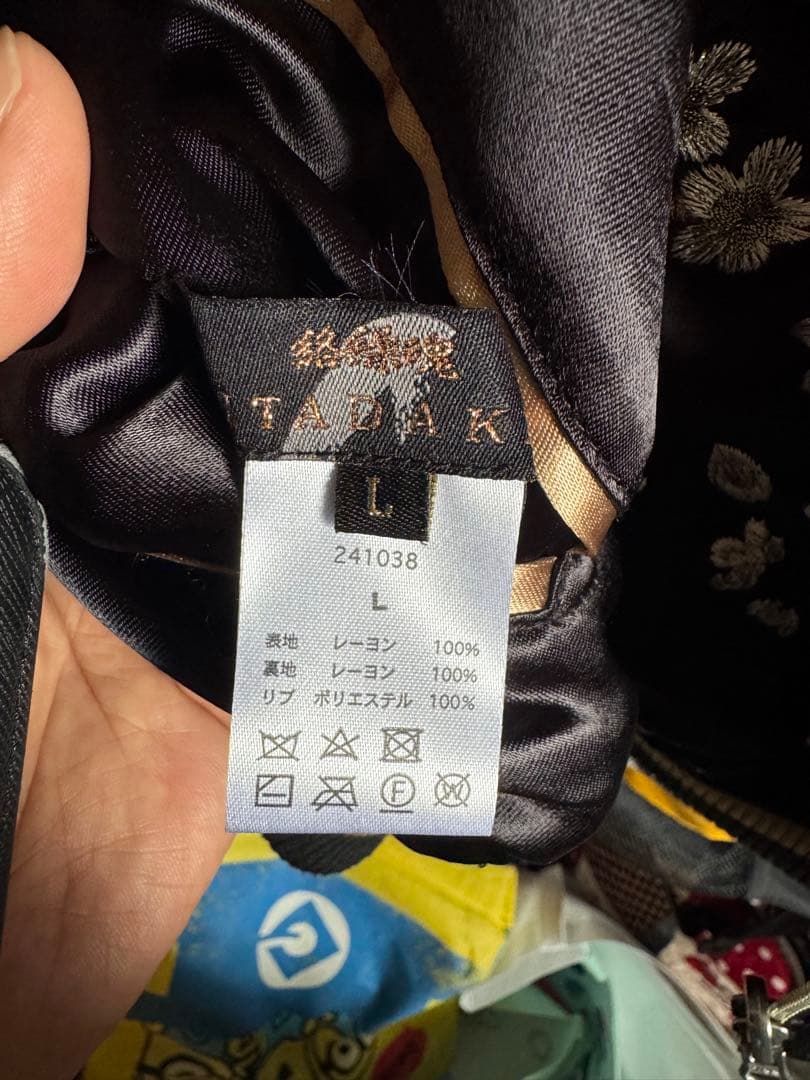 絡繰魂
TADAK
L
241038
L
表地 レーヨン 100%
裏地 レーヨン 100%
リブ ポリエステル 100%
F
W